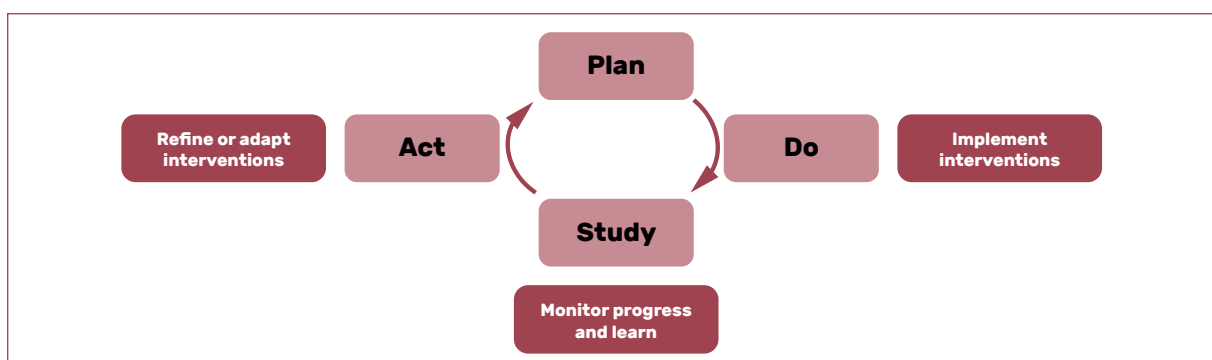 Plan
Refine or adapt
interventions
Act
Do
Implement
interventions
Study
Monitor progress
and learn